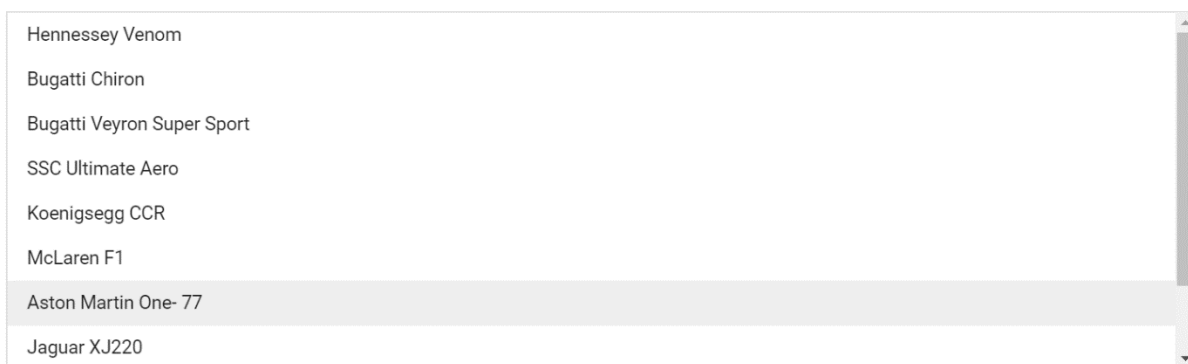 Hennessey Venom
Bugatti Chiron
Bugatti Veyron Super Sport
SSC Ultimate Aero
Koenigsegg CCR
McLaren F1
Aston Martin One- 77
Jaguar XJ220